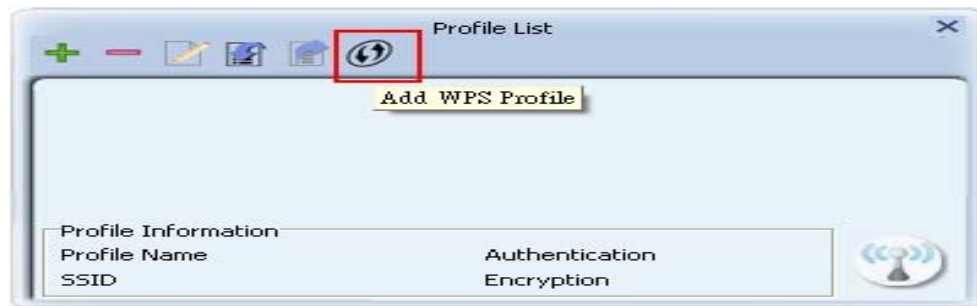 Profile List
Add WPS Profile
Profile Information
Profile Name Authentication
SSID Encryption